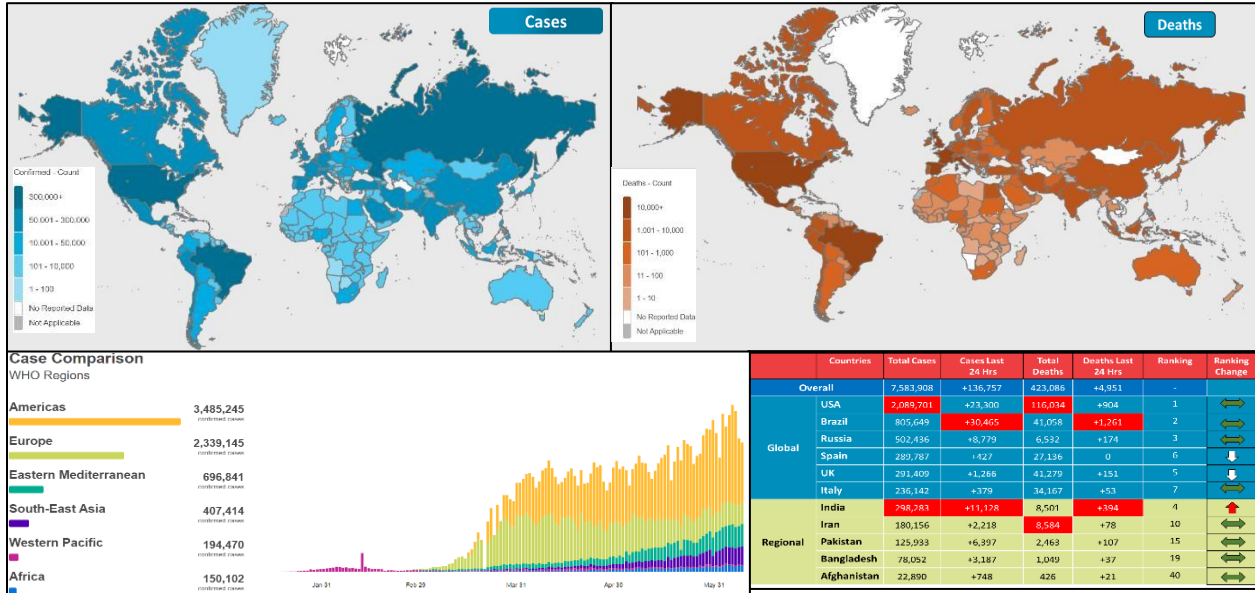 Cases
Confirmed - Count
300,000+
50,001 - 300,000
10,001 - 50,000
101 - 10,000
1 - 100
No Reported Data
Not Applicable
Deaths
Deaths - Count
10,000+
1,001 - 10,000
101 - 1,000
11 - 100
1 - 10
No Reported Data
Not Applicable
Case Comparison
WHO Regions
Americas 3,485,245
confirmed cases
Europe 2,339,145
confirmed cases
Eastern Mediterranean 696,841
confirmed cases
South-East Asia 407,414
confirmed cases
Western Pacific 194,470
confirmed cases
Africa 150,102
confirmed cases
Jan 31 Feb 29 Mar 31 Apr 30 May 31
Countries Total Cases Cases Last 24 Hrs Total Deaths Deaths Last 24 Hrs Ranking Ranking Change
Overall 7,583,908 +136,757 423,086 +4,951 -
Global
USA 2,089,701 +23,300 116,034 +904 1
Brazil 805,649 +30,465 41,058 +1,261 2
Russia 502,436 +8,779 6,532 +174 3
Spain 289,787 +427 27,136 0 6
UK 291,409 +1,266 41,279 +151 5
Italy 236,142 +379 34,167 +53 7
Regional
India 298,283 +11,128 8,501 +394 4
Iran 180,156 +2,218 8,584 +78 10
Pakistan 125,933 +6,397 2,463 +107 15
Bangladesh 78,052 +3,187 1,049 +37 19
Afghanistan 22,890 +748 426 +21 40